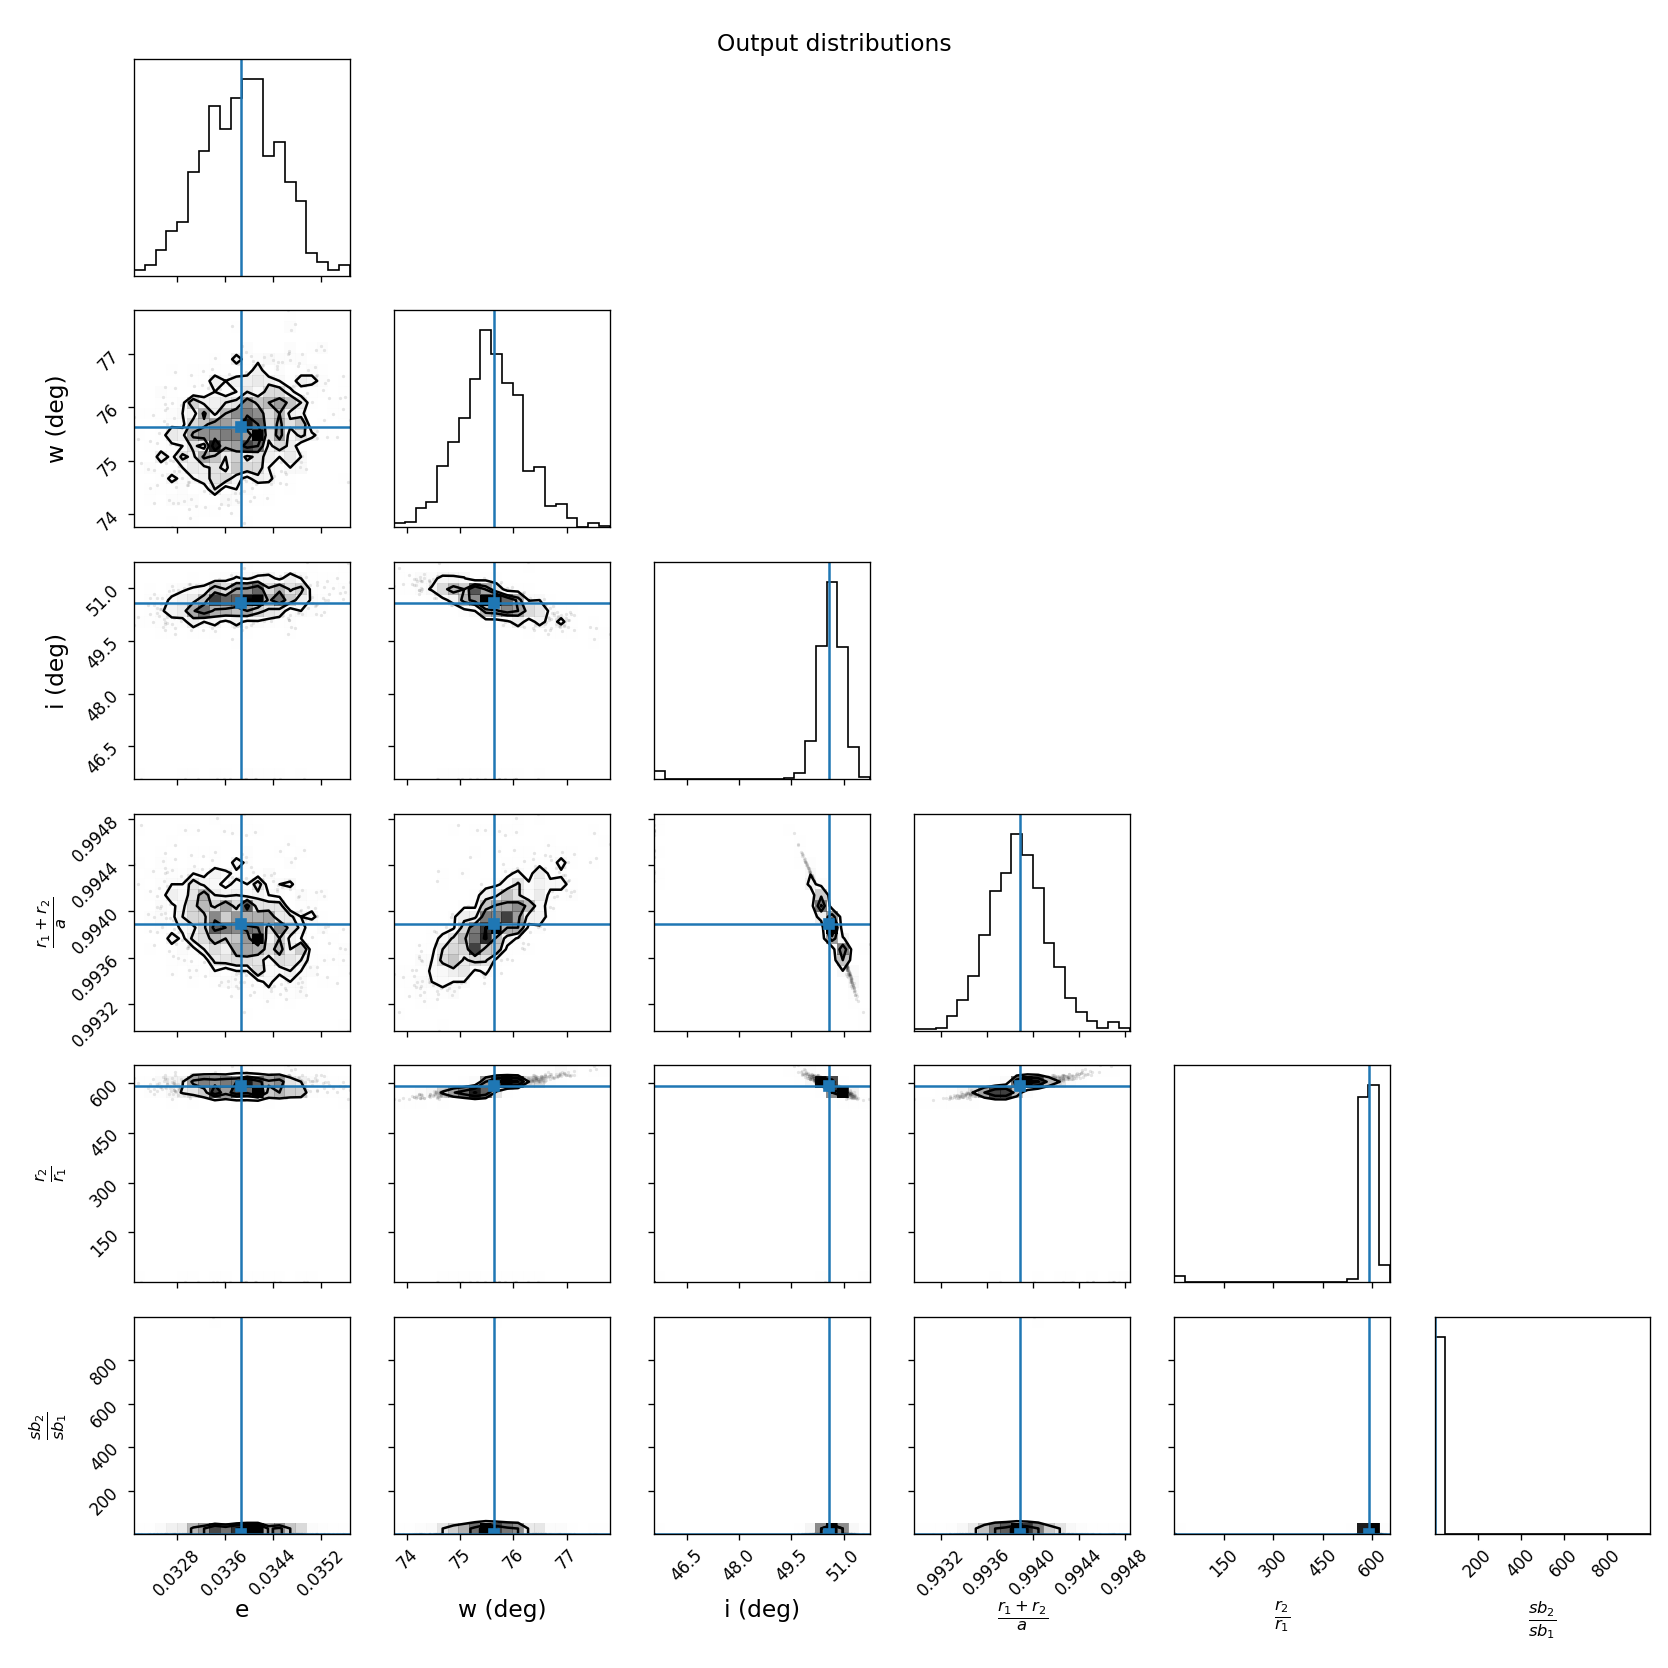 Output distributions
w (deg)
77
76
75
74
i (deg)
51.0
49.5
48.0
46.5
r₁ + r₂
a
0.9948
0.9944
0.9940
0.9936
0.9932
r₂
r₁
600
450
300
150
sb₂
sb₁
800
600
400
200
0.0328 0.0336 0.0344 0.0352 74 75 76 77 46.5 48.0 49.5 51.0 0.9932 0.9936 0.9940 0.9944 0.9948 150 300 450 600 200 400 600 800
e w (deg) i (deg) r₁ + r₂ r₂ sb₂
a r₁ sb₁